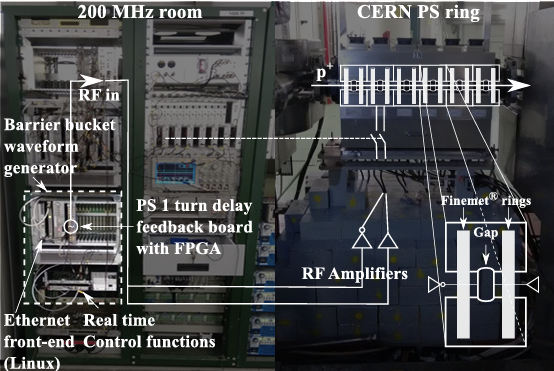 200 MHz room
CERN PS ring
RF in
p+
Barrier bucket
waveform
generator
PS 1 turn delay
feedback board
with FPGA
Finemet® rings
Gap
RF Amplifiers
Ethernet
front-end
(Linux)
Real time
Control functions